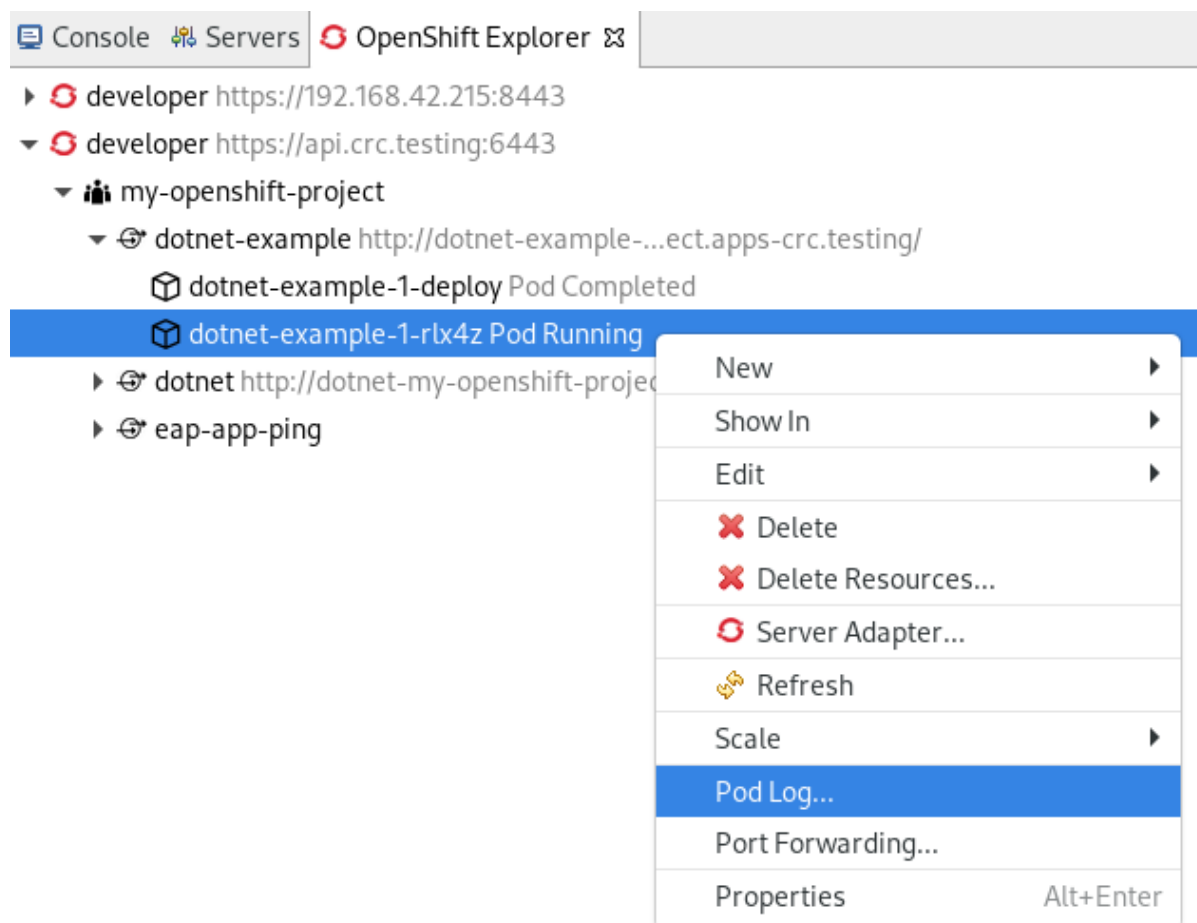 Console Servers OpenShift Explorer
developer https://192.168.42.215:8443
developer https://api.crc.testing:6443
my-openshift-project
dotnet-example http://dotnet-example-...ect.apps-crc.testing/
dotnet-example-1-deploy Pod Completed
dotnet-example-1-rlx4z Pod Running
New
dotnet http://dotnet-my-openshift-projec
Show In
eap-app-ping
Edit
Delete
Delete Resources...
Server Adapter...
Refresh
Scale
Pod Log...
Port Forwarding...
Properties Alt+Enter